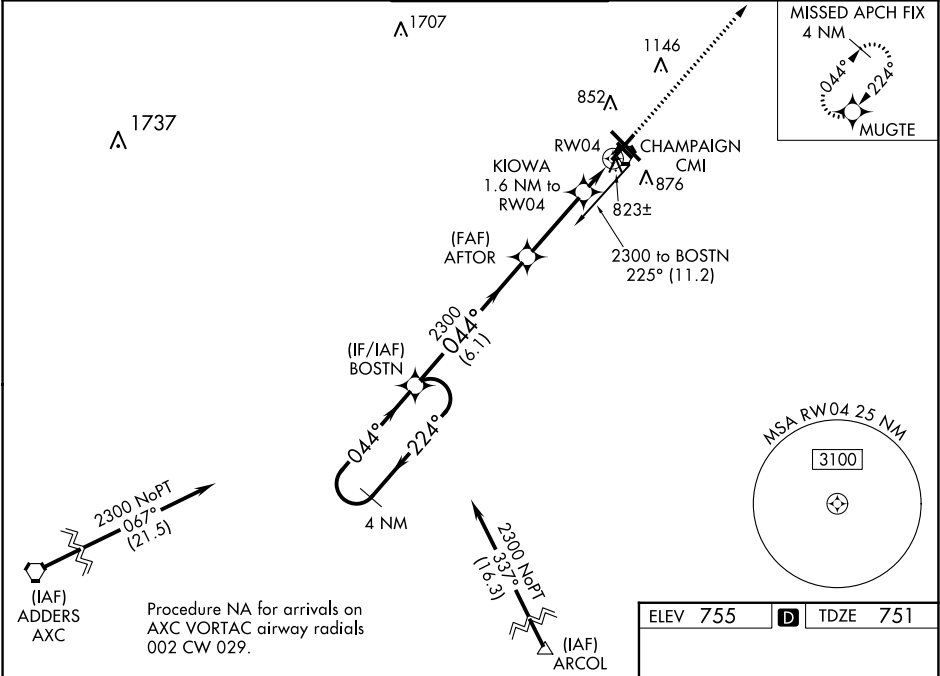 1707
1146
MISSED APCH FIX
4 NM
044°
224°
MUGTE
1737
852
RW04
CHAMPAIGN
CMI
KIOWA
1.6 NM to
RW04
876
823±
(FAF)
AFTOR
2300 to BOSTN
225° (11.2)
2300
044°
(6.1)
(IF/IAF)
BOSTN
044°
224°
4 NM
MSA RW04 25 NM
3100
2300 NoPT
067°
(21.5)
2300 NoPT
337°
(16.3)
(IAF)
ADDERS
AXC
Procedure NA for arrivals on
AXC VORTAC airway radials
002 CW 029.
(IAF)
ARCOL
ELEV 755 D TDZE 751